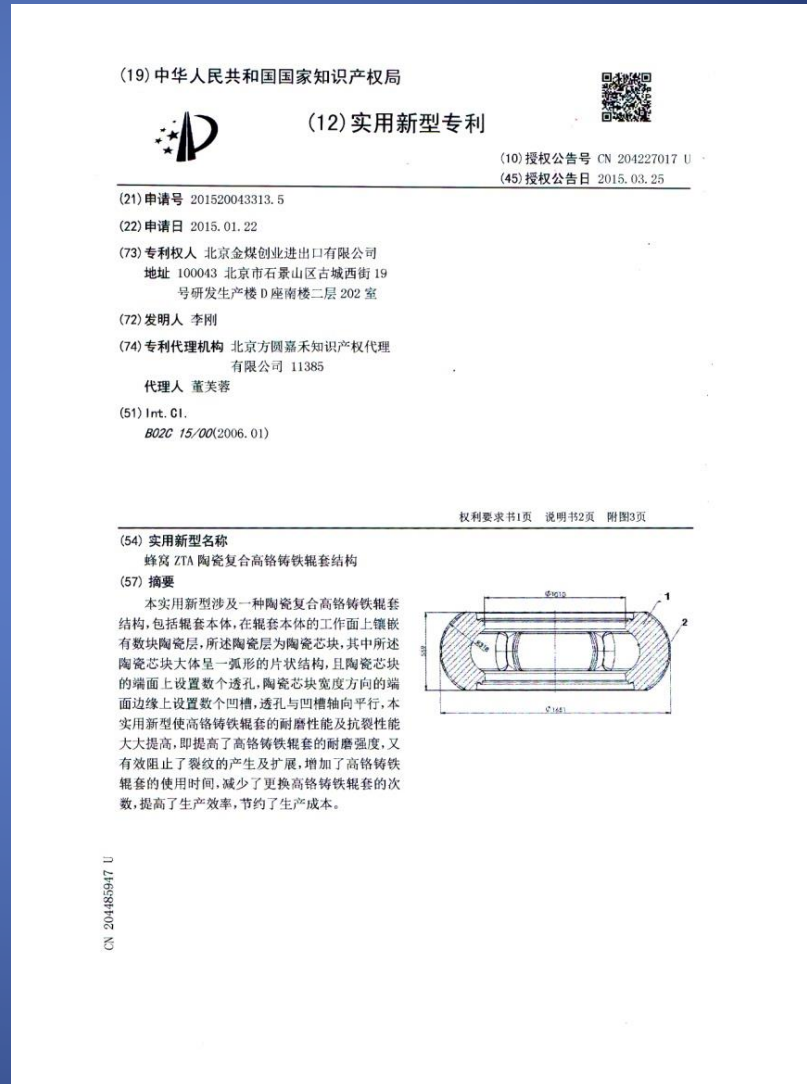 (19)中华人民共和国国家知识产权局
(12)实用新型专利
(10)授权公告号 CN 204227017 U
(45)授权公告日 2015.03.25
(21)申请号 201520043313.5
(22)申请日 2015.01.22
(73)专利权人 北京金煤创业进出口有限公司
地址 100043 北京市石景山区古城西街19
号研发生产楼D座南楼二层202室
(72)发明人 李刚
(74)专利代理机构 北京方圆嘉禾知识产权代理
有限公司 11385
代理人 董芙蓉
(51)Int.Cl.
B02C 15/00(2006.01)
权利要求书1页 说明书2页 附图3页
(54)实用新型名称
蜂窝ZTA陶瓷复合高铬铸铁辊套结构
(57)摘要
本实用新型涉及一种陶瓷复合高铬铸铁辊套
结构,包括辊套本体,在辊套本体的工作面上镶嵌
有数块陶瓷层,所述陶瓷层为陶瓷芯块,其中所述
陶瓷芯块大体呈一弧形的片状结构,且陶瓷芯块
的端面上设置数个透孔,陶瓷芯块宽度方向的端
面边缘上设置数个凹槽,透孔与凹槽轴向平行,本
实用新型使高铬铸铁辊套的耐磨性能及抗裂性能
大大提高,即提高了高铬铸铁辊套的耐磨强度,又
有效阻止了裂纹的产生及扩展,增加了高铬铸铁
辊套的使用时间,减少了更换高铬铸铁辊套的次
数,提高了生产效率,节约了生产成本。
1
2
CN 204485947 U